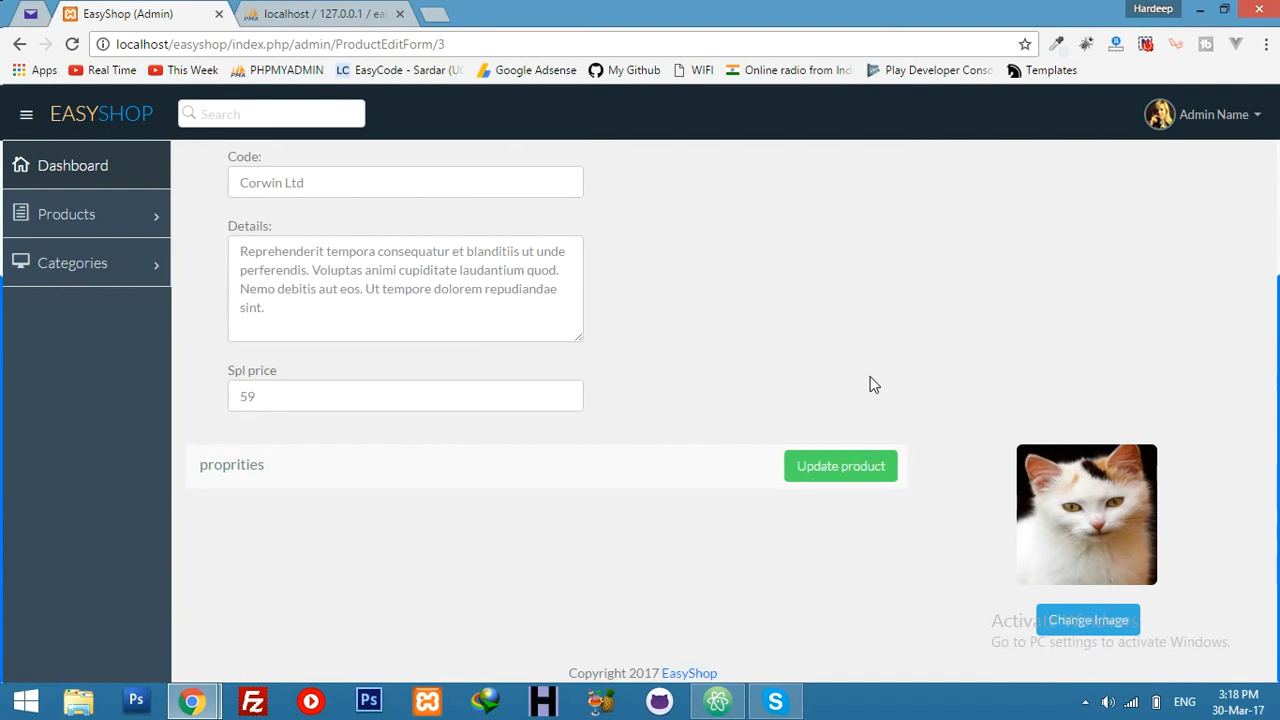 EasyShop (Admin)
localhost / 127.0.0.1 / ea
Hardeep
localhost/easyshop/index.php/admin/ProductEditForm/3
Apps
Real Time
This Week
PHPMYADMIN
LC EasyCode - Sardar (U
Google Adsense
My Github
WIFI
Online radio from Ind
Play Developer Conso
Templates
EASYSHOP
Search
Admin Name
Dashboard
Products
Categories
Code:
Corwin Ltd
Details:
Reprehenderit tempora consequatur et blanditiis ut unde
perferendis. Voluptas animi cupiditate laudantium quod.
Nemo debitis aut eos. Ut tempore dolorem repudiandae
sint.
Spl price
59
proprities
Update product
Change Image
Activate Windows
Go to PC settings to activate Windows.
Copyright 2017 EasyShop
ENG
3:18 PM
30-Mar-17